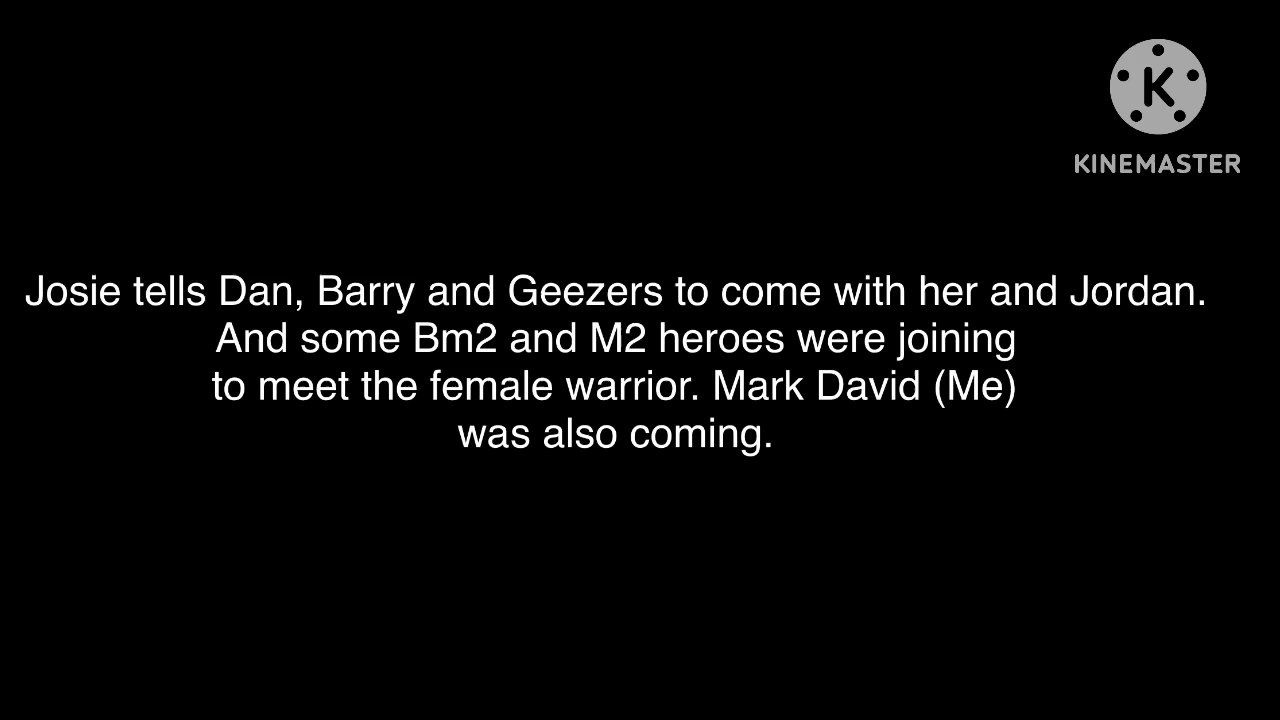 K
KINEMASTER
Josie tells Dan, Barry and Geezers to come with her and Jordan.
And some Bm2 and M2 heroes were joining
to meet the female warrior. Mark David (Me)
was also coming.